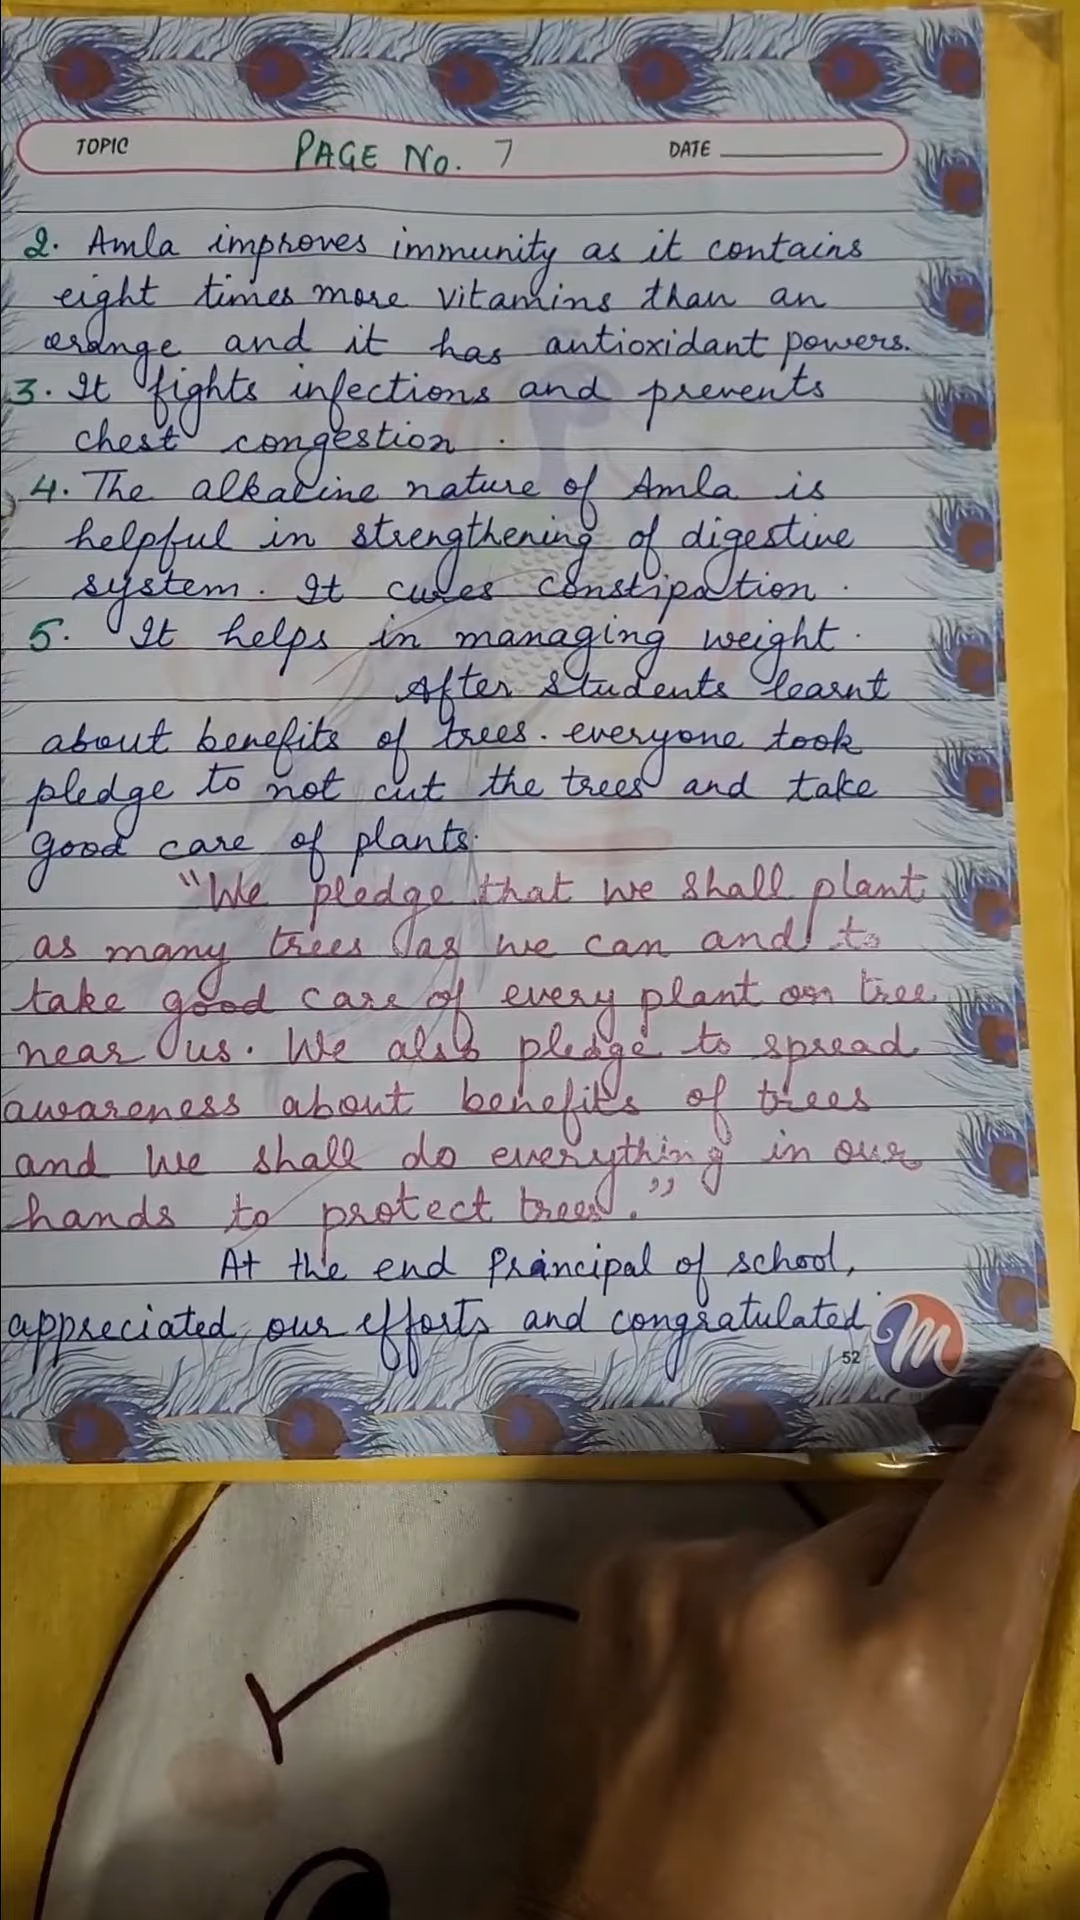 TOPIC PAGE No. 7 DATE
2. Amla improves immunity as it contains
eight times more vitamins than an
orange and it has antioxidant powers.
3. It fights infections and prevents
chest congestion.
4. The alkaline nature of Amla is
helpful in strengthening of digestive
system. It cures constipation.
5. It helps in managing weight.
After students learnt
about benefits of trees. everyone took
pledge to not cut the trees and take
good care of plants.
"We pledge that we shall plant
as many trees as we can and to
take good care of every plant or tree
near us. We also pledge to spread
awareness about benefits of trees
and we shall do everything in our
hands to protect trees."
At the end Principal of school,
appreciated our efforts and congratulated
52
M